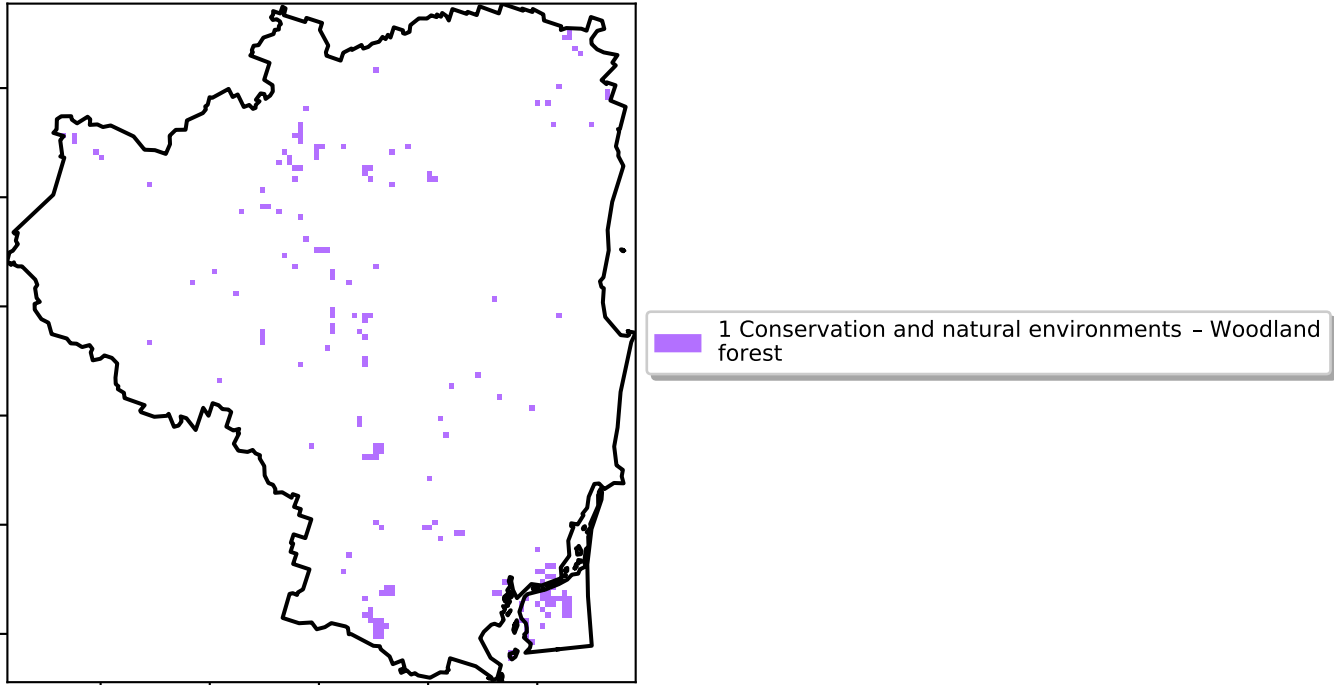 1 Conservation and natural environments – Woodland
forest